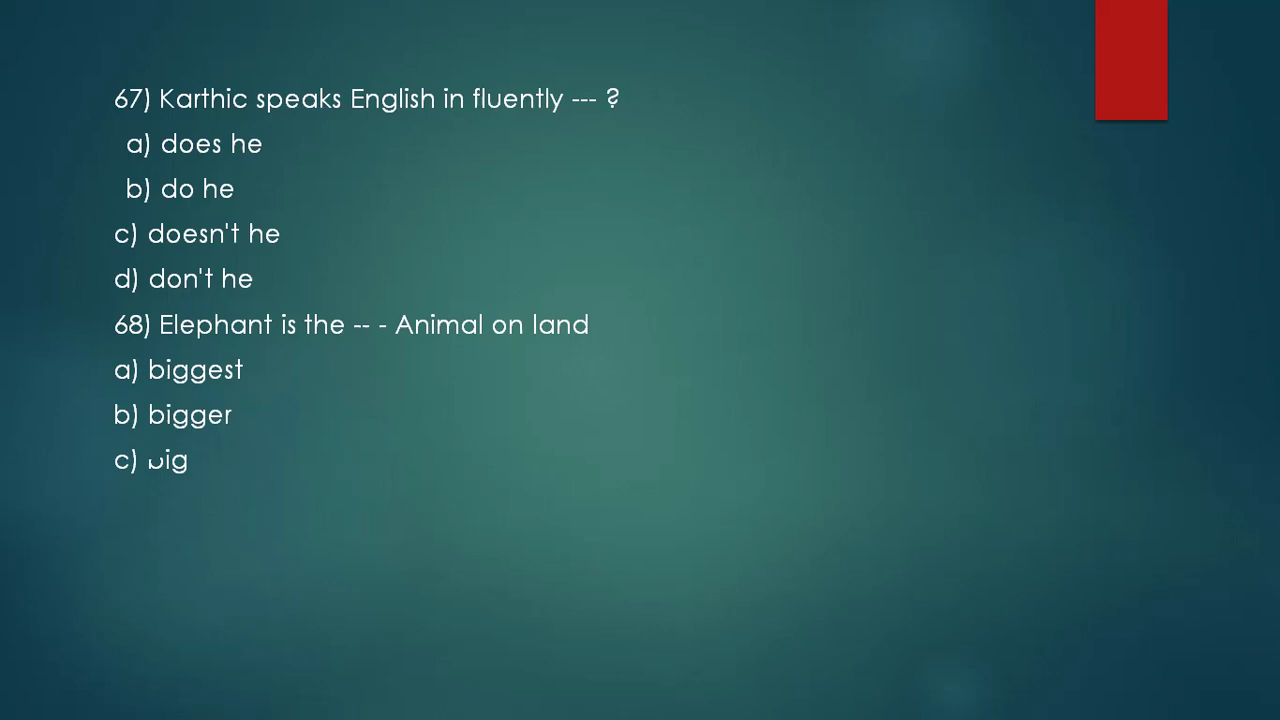 67) Karthic speaks English in fluently --- ?
a) does he
b) do he
c) doesn't he
d) don't he
68) Elephant is the -- - Animal on land
a) biggest
b) bigger
c) big